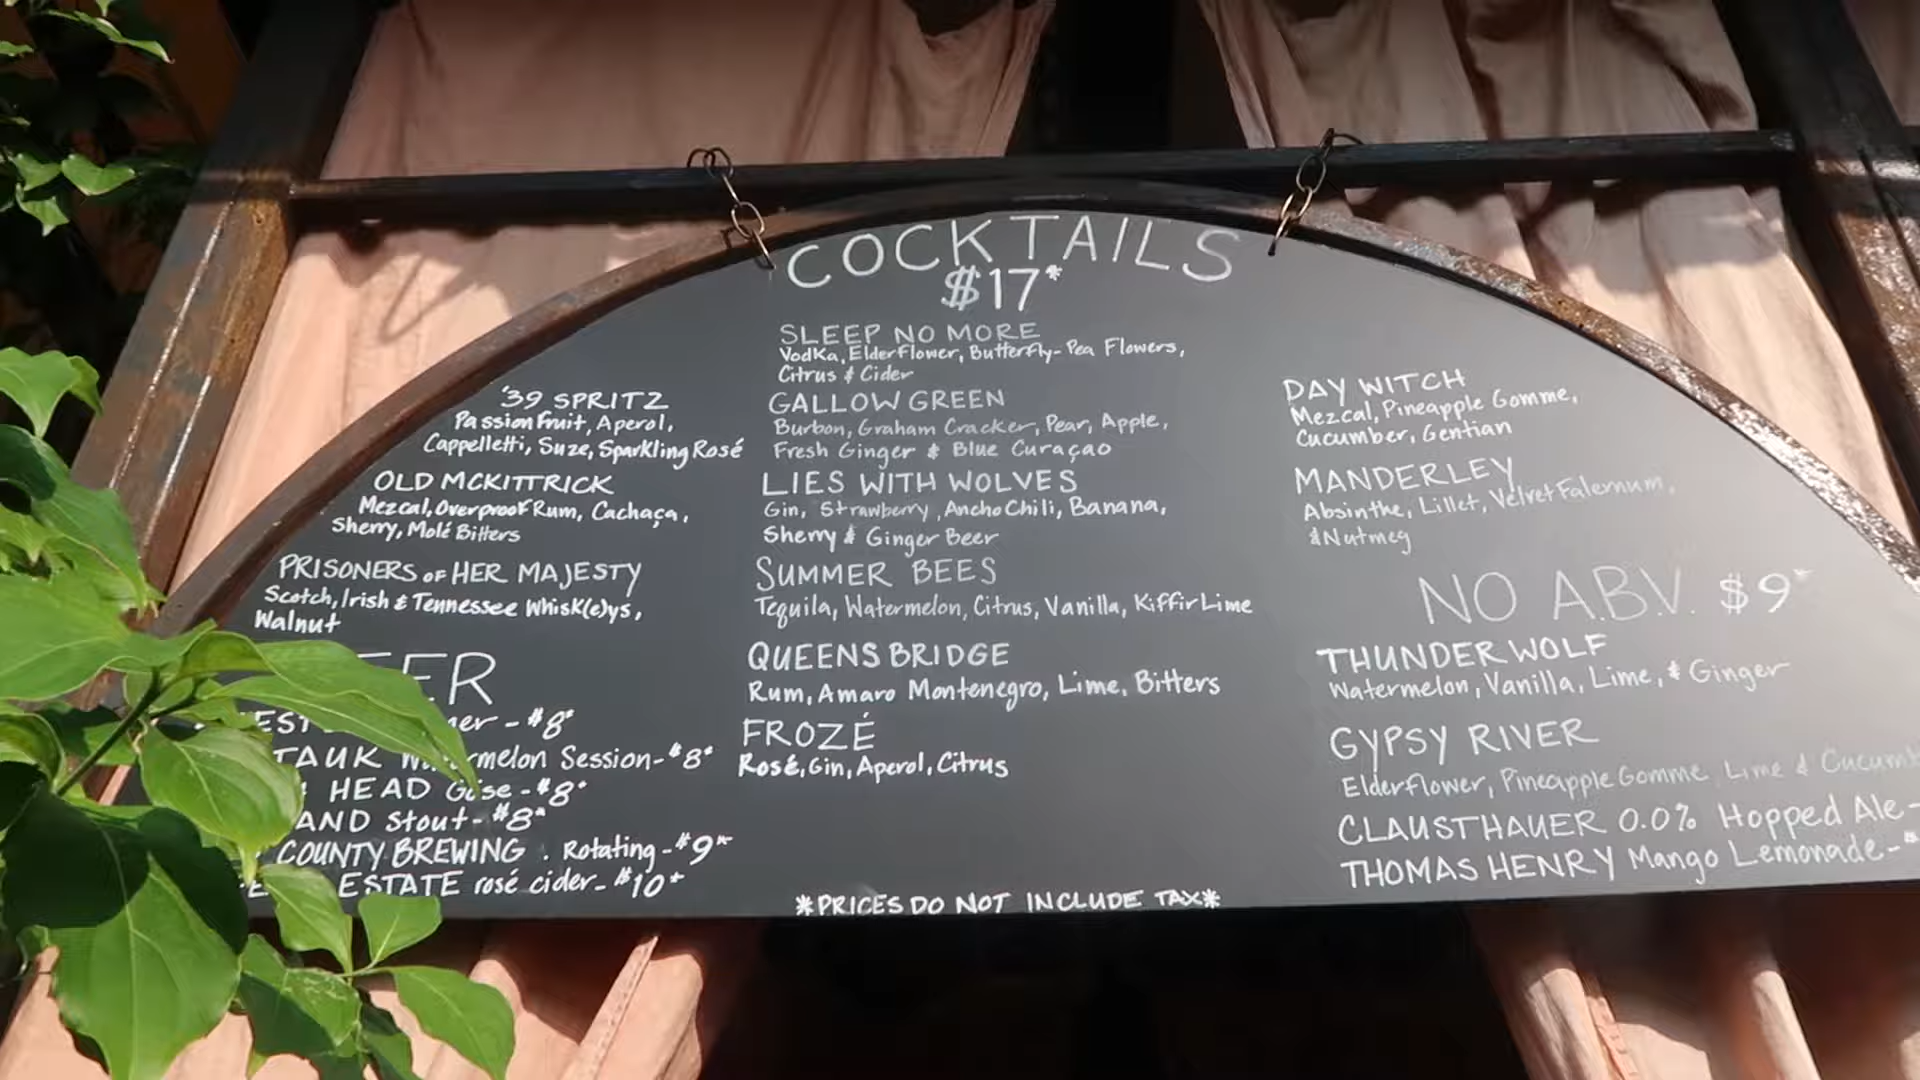 COCKTAILS
$17*
'39 SPRITZ
Passion Fruit, Aperol,
Cappelletti, Suze, Sparkling Rosé
OLD MCKITTRICK
Mezcal, Overproof Rum, Cachaça,
Sherry, Molé Bitters
PRISONERS OF HER MAJESTY
Scotch, Irish & Tennessee Whisk(e)ys,
Walnut
- $8*
Session - $8*
HEAD Gose - $8*
Stout - $8*
COUNTY BREWING . Rotating - $9*
ESTATE rosé cider - $10*
SLEEP NO MORE
Vodka, Elderflower, Butterfly-Pea Flowers,
Citrus & Cider
GALLOW GREEN
Burbon, Graham Cracker, Pear, Apple,
Fresh Ginger & Blue Curaçao
LIES WITH WOLVES
Gin, Strawberry, Ancho Chili, Banana,
Sherry & Ginger Beer
SUMMER BEES
Tequila, Watermelon, Citrus, Vanilla, Kiffir Lime
QUEENSBRIDGE
Rum, Amaro Montenegro, Lime, Bitters
FROZÉ
Rosé, Gin, Aperol, Citrus
*PRICES DO NOT INCLUDE TAX*
DAY WITCH
Mezcal, Pineapple Gomme,
Cucumber, Gentian
MANDERLEY
Absinthe, Lillet, Velvet Falernum,
& Nutmeg
NO A.B.V. $9*
THUNDER WOLF
Watermelon, Vanilla, Lime, & Ginger
GYPSY RIVER
Elderflower, Pineapple Gomme, Lime &
CLAUSTHAUER 0.0% Hopped Ale -
THOMAS HENRY Mango Lemonade -